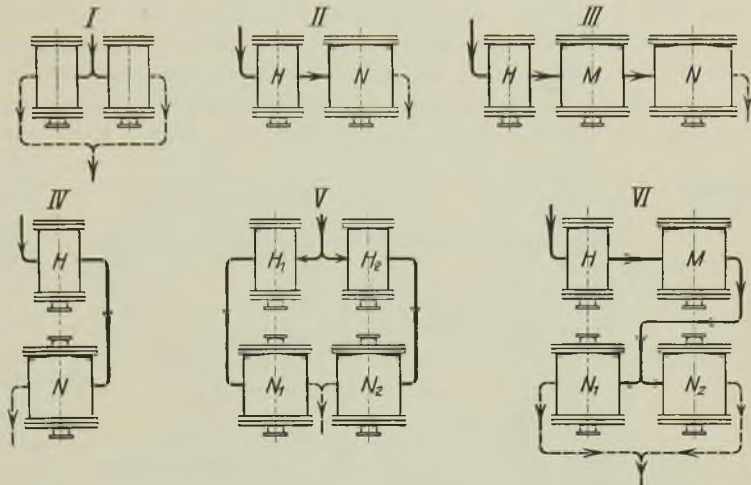 I II III
H N H M N
IV V VI
H H₁ H₂ H M
N N₁ N₂ N₁ N₂